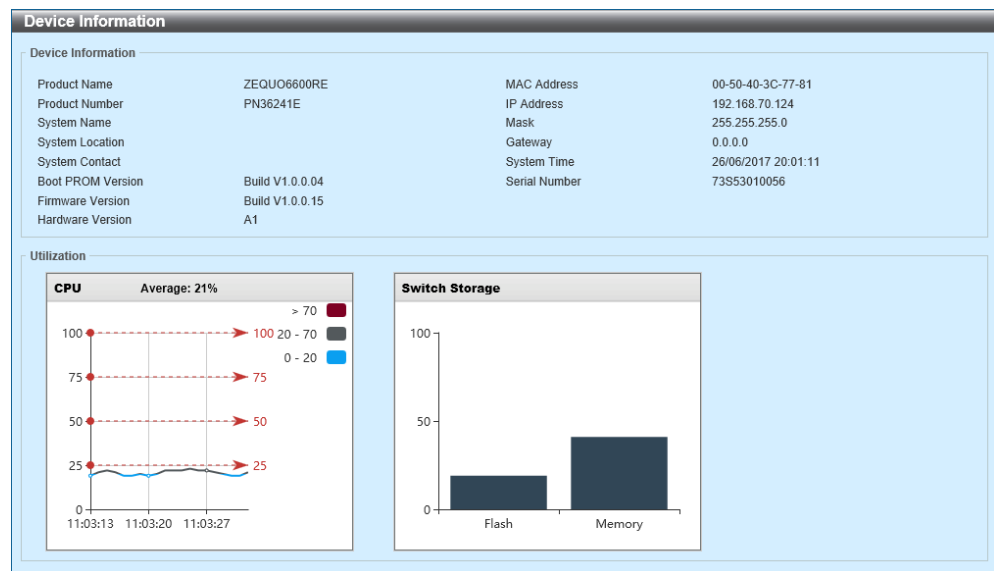 Device Information
Device Information
Product Name ZEQUO6600RE MAC Address 00-50-40-3C-77-81
Product Number PN36241E IP Address 192.168.70.124
System Name Mask 255.255.255.0
System Location Gateway 0.0.0.0
System Contact System Time 26/06/2017 20:01:11
Boot PROM Version Build V1.0.0.04 Serial Number 73S53010056
Firmware Version Build V1.0.0.15
Hardware Version A1
Utilization
CPU Average: 21%
> 70
100 100 20 - 70
0 - 20
75 75
50 50
25 25
0
11:03:13 11:03:20 11:03:27
Switch Storage
100
50
0
Flash Memory